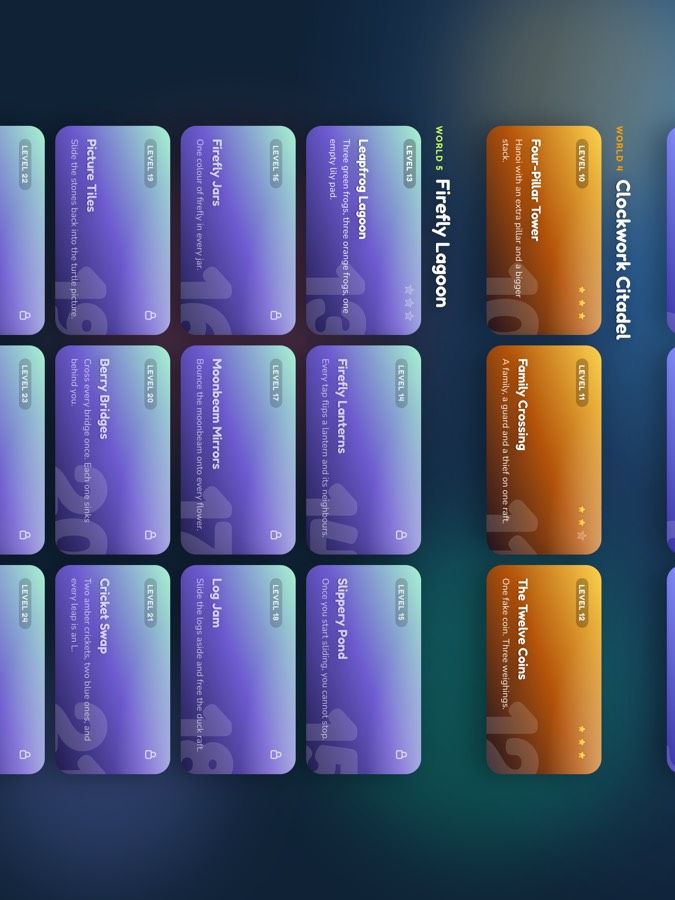 WORLD 4 Clockwork Citadel
LEVEL 10
Four-Pillar Tower
Hanoi with an extra pillar and a bigger
stack.
10
LEVEL 11
Family Crossing
A family, a guard and a thief on one raft.
11
LEVEL 12
The Twelve Coins
One fake coin. Three weighings.
12
WORLD 5 Firefly Lagoon
LEVEL 13
Leapfrog Lagoon
Three green frogs, three orange frogs, one
empty lily pad.
13
LEVEL 14
Firefly Lanterns
Every tap flips a lantern and its neighbours.
14
LEVEL 15
Slippery Pond
Once you start sliding, you cannot stop.
15
LEVEL 16
Firefly Jars
One colour of firefly in every jar.
16
LEVEL 17
Moonbeam Mirrors
Bounce the moonbeam onto every flower.
17
LEVEL 18
Log Jam
Slide the logs aside and free the duck raft.
18
LEVEL 19
Picture Tiles
Slide the stones back into the turtle picture.
19
LEVEL 20
Berry Bridges
Cross every bridge once. Each one sinks
behind you.
20
LEVEL 21
Cricket Swap
Two amber crickets, two blue ones, and
every leap is an L.
21
LEVEL 22
LEVEL 23
LEVEL 24